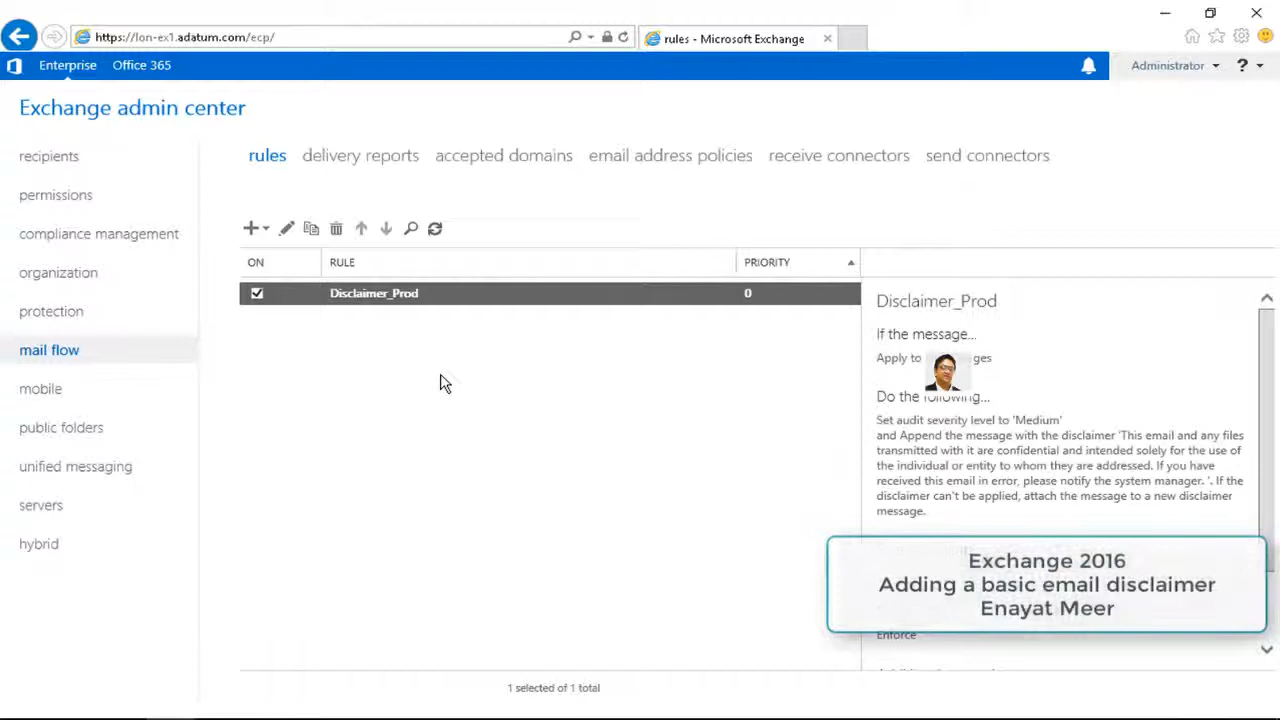 https://lon-ex1.adatum.com/ecp/
rules - Microsoft Exchange
Enterprise Office 365
Administrator ?
Exchange admin center
recipients
permissions
compliance management
organization
protection
mail flow
mobile
public folders
unified messaging
servers
hybrid
rules delivery reports accepted domains email address policies receive connectors send connectors
ON RULE PRIORITY
Disclaimer_Prod 0
Disclaimer_Prod
If the message...
Apply to ges
Do the following...
Set audit severity level to 'Medium'
and Append the message with the disclaimer 'This email and any files
transmitted with it are confidential and intended solely for the use of
the individual or entity to whom they are addressed. If you have
received this email in error, please notify the system manager. '. If the
disclaimer can't be applied, attach the message to a new disclaimer
message.
Exchange 2016
Adding a basic email disclaimer
Enayat Meer
Enforce
1 selected of 1 total